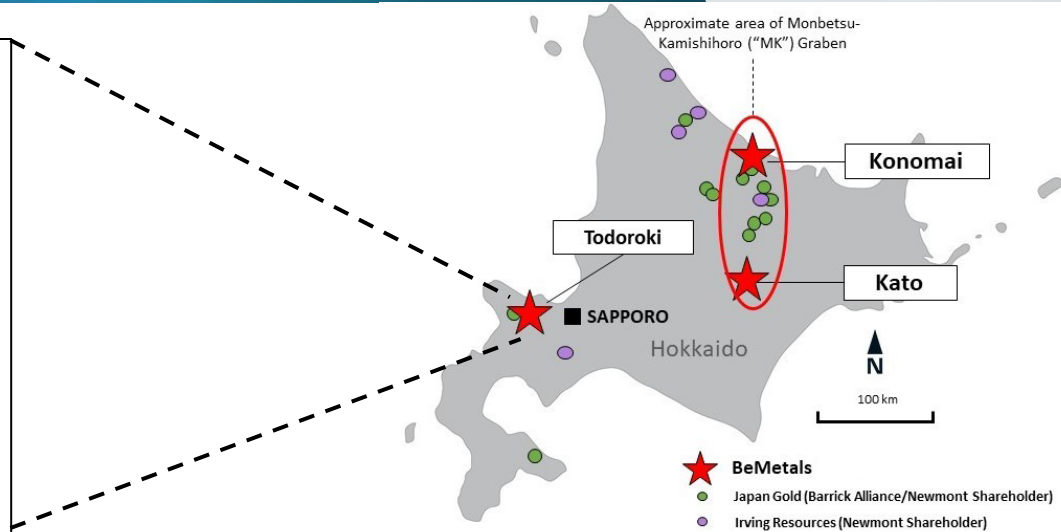 Approximate area of Monbetsu-
Kamishihoro (“MK”) Graben
Konomai
Todoroki
Kato
SAPPORO
Hokkaido
N
100 km
BeMetals
Japan Gold (Barrick Alliance/Newmont Shareholder)
Irving Resources (Newmont Shareholder)